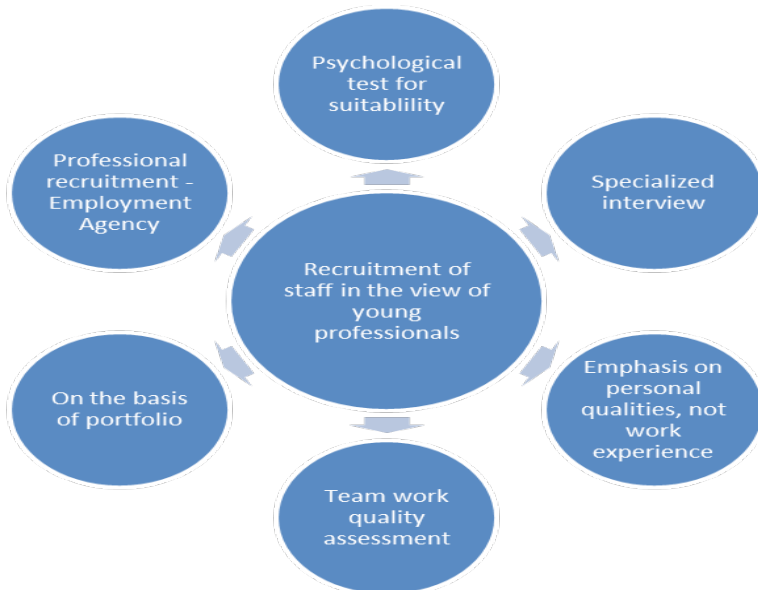 Psychological
test for
suitablility
Professional
recruitment -
Employment
Agency
Specialized
interview
Recruitment of
staff in the view of
young
professionals
On the basis
of portfolio
Emphasis on
personal
qualities, not
work
experience
Team work
quality
assessment